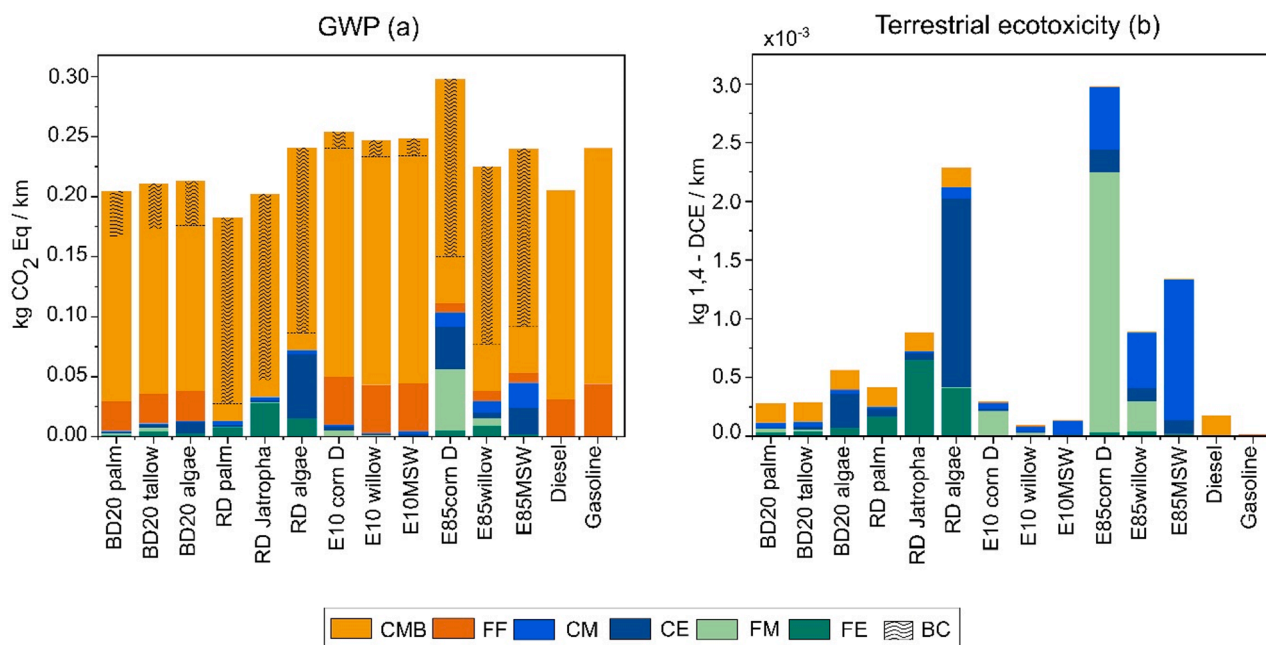 GWP (a)
kg CO2 Eq / km
0.30
0.25
0.20
0.15
0.10
0.05
0.00
BD20 palm
BD20 tallow
BD20 algae
RD palm
RD Jatropha
RD algae
E10 corn D
E10 willow
E10MSW
E85corn D
E85willow
E85MSW
Diesel
Gasoline
Terrestrial ecotoxicity (b)
x10-3
kg 1,4 - DCE / km
3.0
2.5
2.0
1.5
1.0
0.5
0.0
BD20 palm
BD20 tallow
BD20 algae
RD palm
RD Jatropha
RD algae
E10 corn D
E10 willow
E10MSW
E85corn D
E85willow
E85MSW
Diesel
Gasoline
CMB FF CM CE FM FE BC